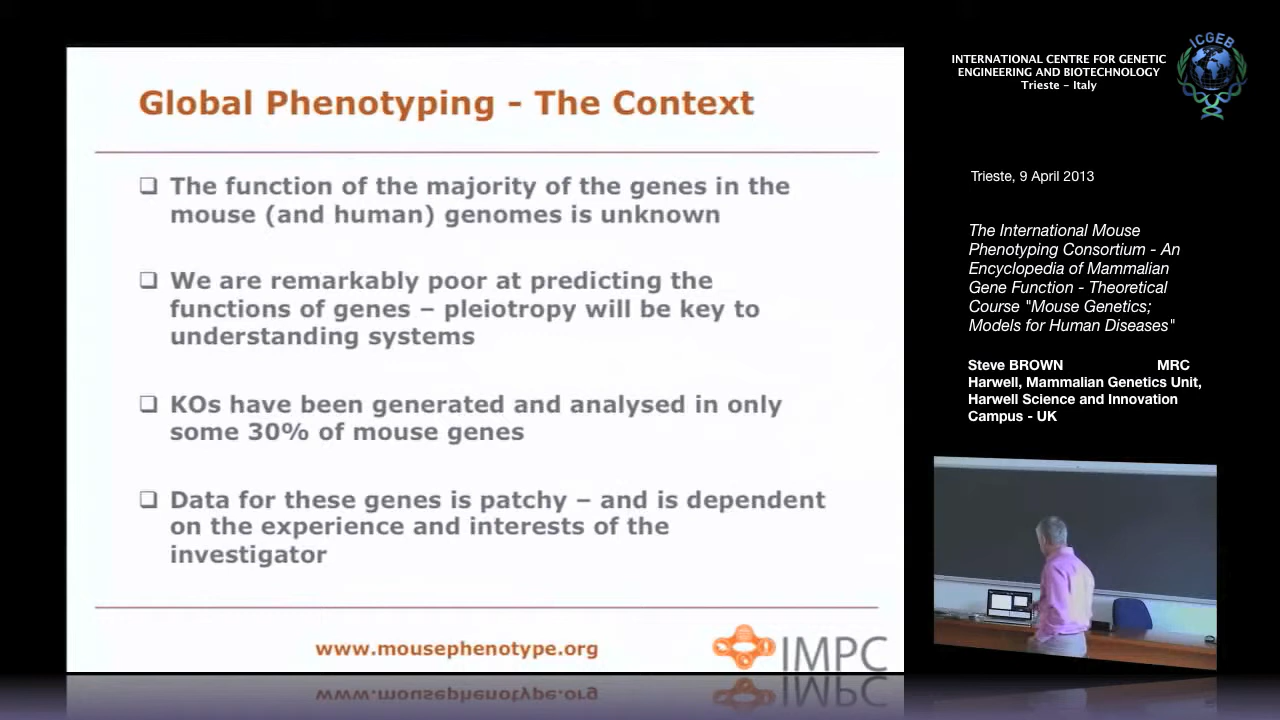 Global Phenotyping - The Context
❑ The function of the majority of the genes in the
mouse (and human) genomes is unknown
❑ We are remarkably poor at predicting the
functions of genes – pleiotropy will be key to
understanding systems
❑ KOs have been generated and analysed in only
some 30% of mouse genes
❑ Data for these genes is patchy – and is dependent
on the experience and interests of the
investigator
www.mousephenotype.org
IMPC
INTERNATIONAL CENTRE FOR GENETIC
ENGINEERING AND BIOTECHNOLOGY
Trieste - Italy
ICGEB
Trieste, 9 April 2013
The International Mouse
Phenotyping Consortium - An
Encyclopedia of Mammalian
Gene Function - Theoretical
Course "Mouse Genetics;
Models for Human Diseases"
Steve BROWN MRC
Harwell, Mammalian Genetics Unit,
Harwell Science and Innovation
Campus - UK